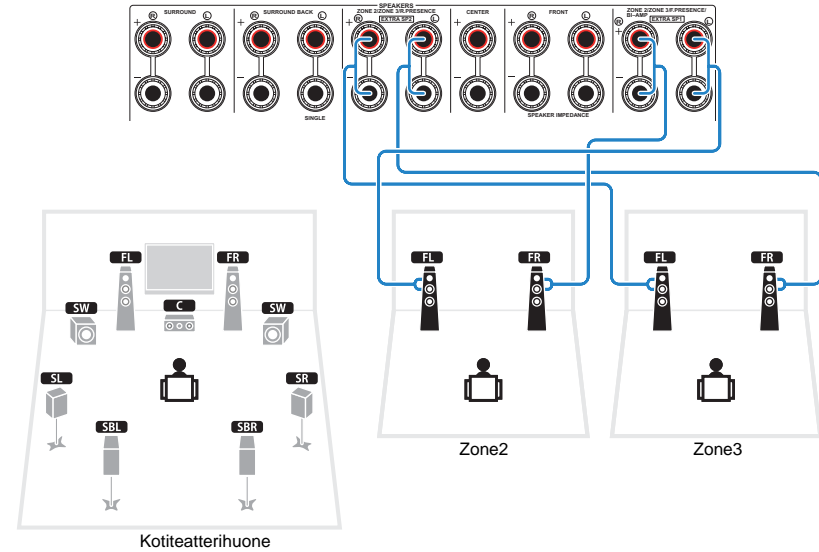 SPEAKERS
SURROUND
SURROUND BACK
ZONE 2/ZONE 3/R.PRESENCE
EXTRA SP2
CENTER
FRONT
ZONE 2/ZONE 3/F.PRESENCE/
BI-AMP
EXTRA SP1
R
L
R
L
R
L
R
L
R
L
+
+
+
+
+
+
−
−
−
−
−
−
SINGLE
SPEAKER IMPEDANCE
FL
FR
SW
C
SW
SL
SR
SBL
SBR
FL
FR
FL
FR
Zone2
Zone3
Kotiteatterihuone